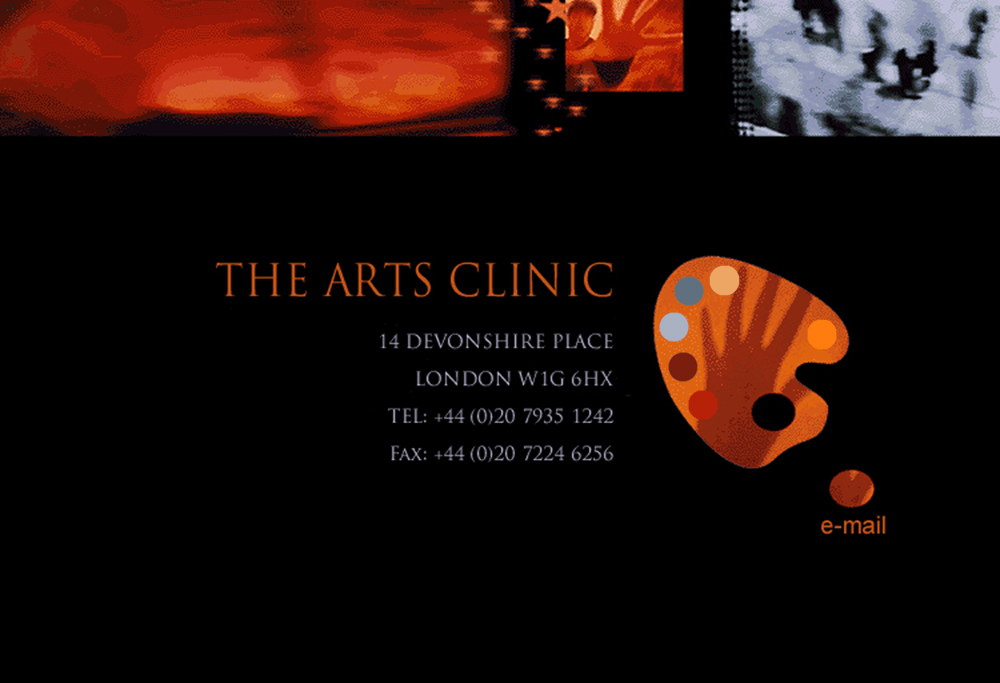 THE ARTS CLINIC
14 DEVONSHIRE PLACE
LONDON W1G 6HX
TEL: +44 (0)20 7935 1242
FAX: +44 (0)20 7224 6256
e-mail